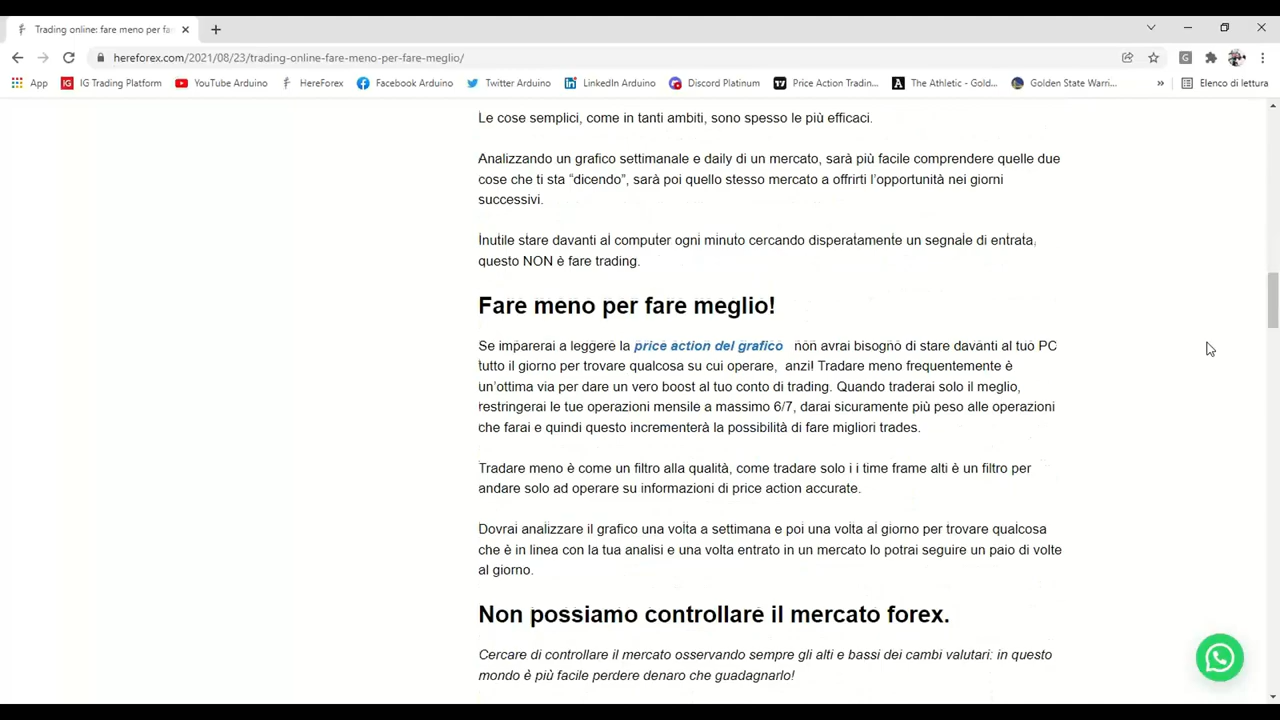 Trading online: fare meno per fa
hereforex.com/2021/08/23/trading-online-fare-meno-per-fare-meglio/
App IG Trading Platform YouTube Arduino HereForex Facebook Arduino Twitter Arduino LinkedIn Arduino Discord Platinum Price Action Tradin... The Athletic - Gold... Golden State Warri... » Elenco di lettura
Le cose semplici, come in tanti ambiti, sono spesso le più efficaci.
Analizzando un grafico settimanale e daily di un mercato, sarà più facile comprendere quelle due
cose che ti sta “dicendo”, sarà poi quello stesso mercato a offrirti l’opportunità nei giorni
successivi.
Inutile stare davanti al computer ogni minuto cercando disperatamente un segnale di entrata,
questo NON è fare trading.
Fare meno per fare meglio!
Se imparerai a leggere la price action del grafico non avrai bisogno di stare davanti al tuo PC
tutto il giorno per trovare qualcosa su cui operare, anzi! Tradare meno frequentemente è
un’ottima via per dare un vero boost al tuo conto di trading. Quando traderai solo il meglio,
restringerai le tue operazioni mensile a massimo 6/7, darai sicuramente più peso alle operazioni
che farai e quindi questo incrementerà la possibilità di fare migliori trades.
Tradare meno è come un filtro alla qualità, come tradare solo i i time frame alti è un filtro per
andare solo ad operare su informazioni di price action accurate.
Dovrai analizzare il grafico una volta a settimana e poi una volta al giorno per trovare qualcosa
che è in linea con la tua analisi e una volta entrato in un mercato lo potrai seguire un paio di volte
al giorno.
Non possiamo controllare il mercato forex.
Cercare di controllare il mercato osservando sempre gli alti e bassi dei cambi valutari: in questo
mondo è più facile perdere denaro che guadagnarlo!